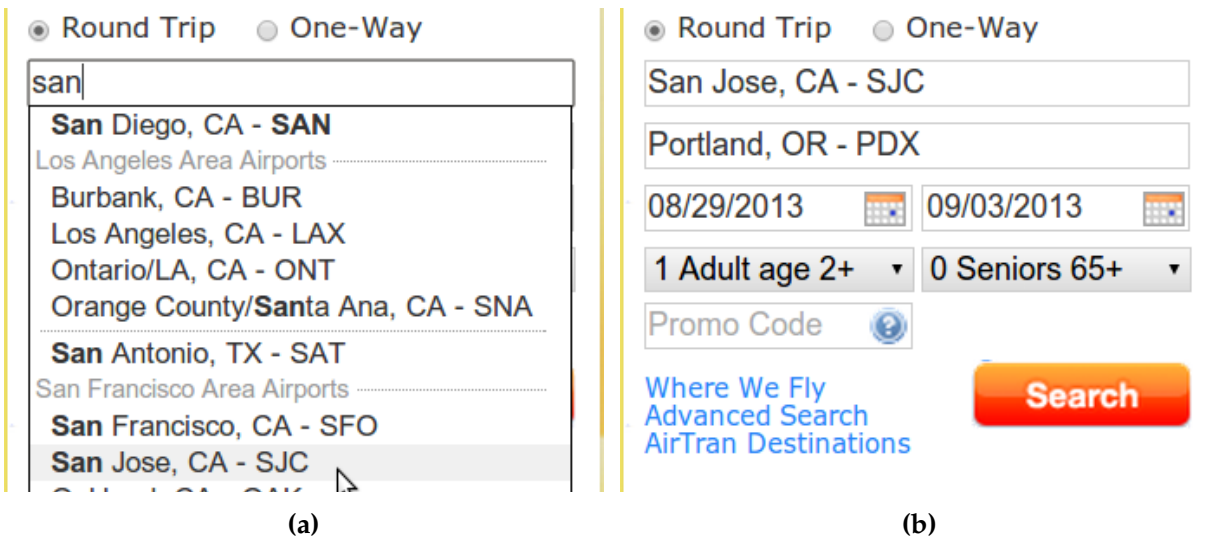 Round Trip One-Way
san
San Diego, CA - SAN
Los Angeles Area Airports
Burbank, CA - BUR
Los Angeles, CA - LAX
Ontario/LA, CA - ONT
Orange County/Santa Ana, CA - SNA
San Antonio, TX - SAT
San Francisco Area Airports
San Francisco, CA - SFO
San Jose, CA - SJC
(a)
Round Trip One-Way
San Jose, CA - SJC
Portland, OR - PDX
08/29/2013 09/03/2013
1 Adult age 2+ 0 Seniors 65+
Promo Code ?
Where We Fly
Advanced Search
AirTran Destinations
Search
(b)